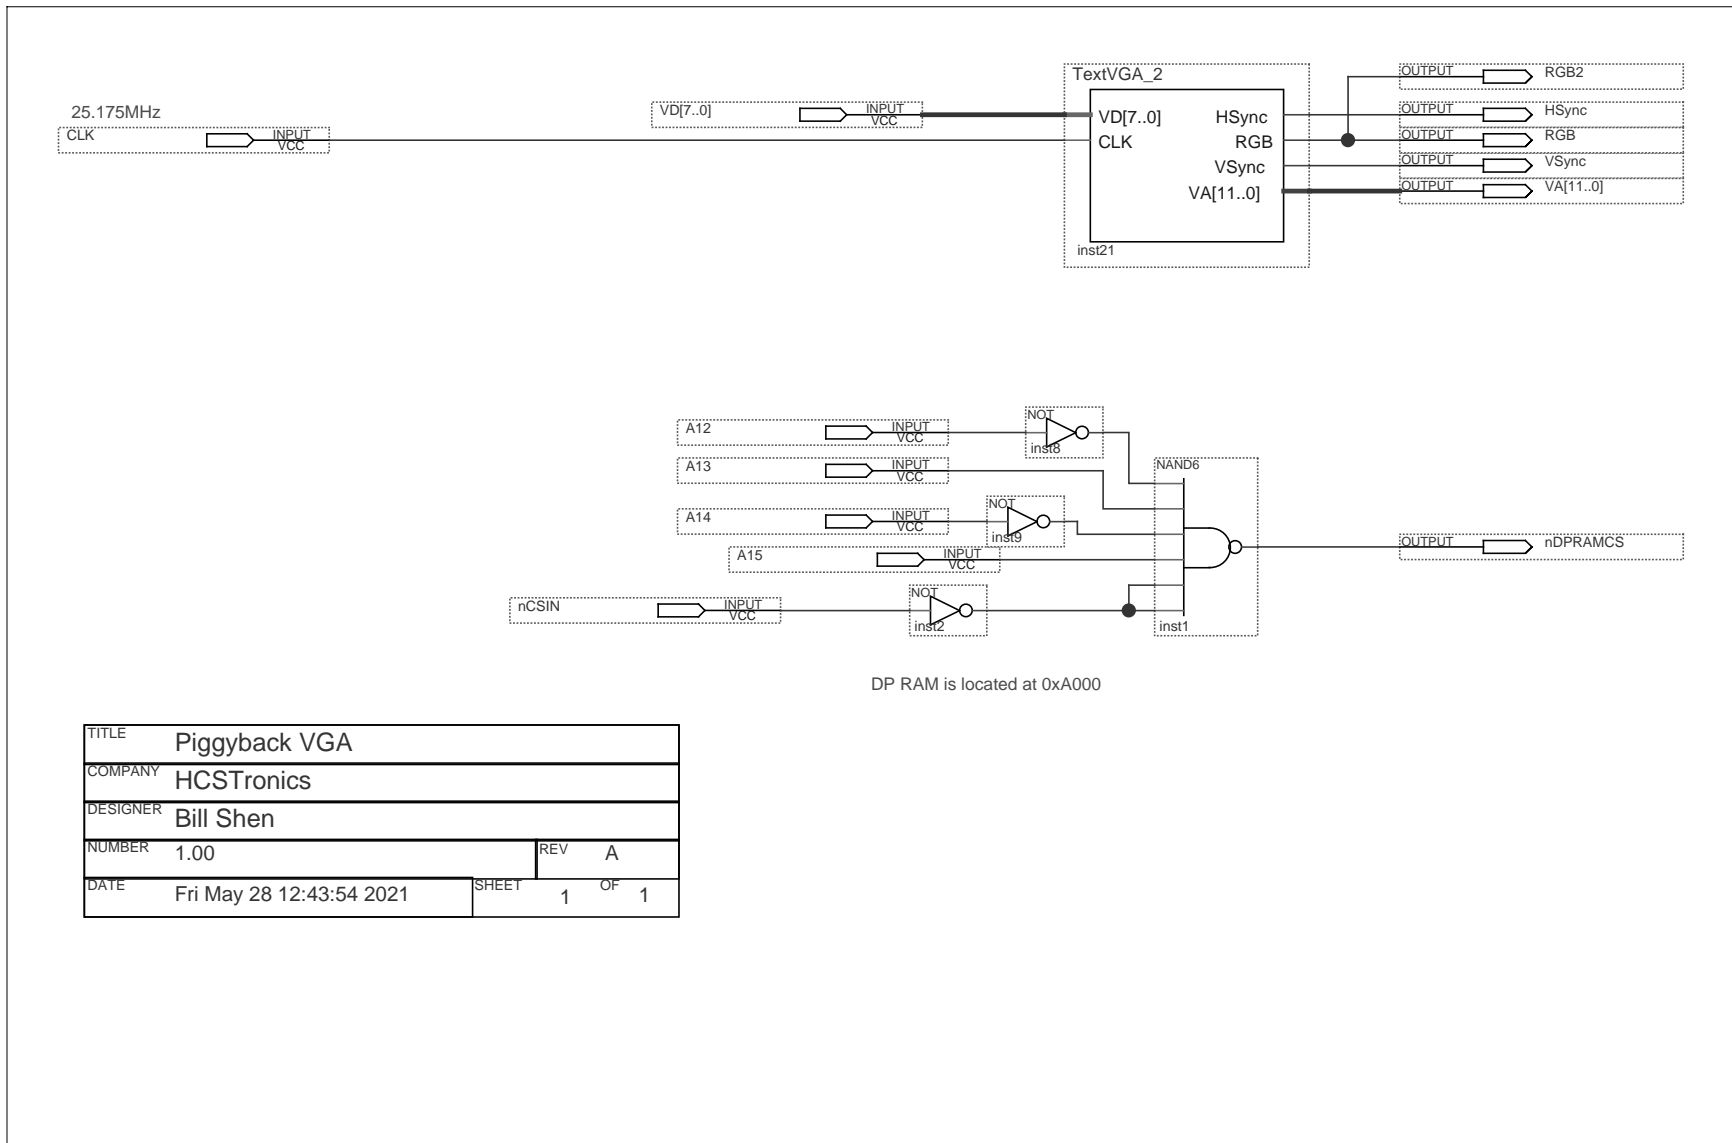 TextVGA_2
OUTPUT RGB2
25.175MHz
VD[7..0] INPUT
VCC
VD[7..0] HSync
OUTPUT HSync
CLK INPUT
VCC
CLK RGB
OUTPUT RGB
VSync
OUTPUT VSync
VA[11..0]
OUTPUT VA[11..0]
inst21
A12 INPUT
VCC
NOT
inst8
A13 INPUT
VCC
NAND6
A14 INPUT
VCC
NOT
inst9
A15 INPUT
VCC
OUTPUT nDPRAMCS
nCSIN INPUT
VCC
NOT
inst2
inst1
DP RAM is located at 0xA000
TITLE Piggyback VGA
COMPANY HCSTronics
DESIGNER Bill Shen
NUMBER 1.00 REV A
DATE Fri May 28 12:43:54 2021 SHEET 1 OF 1